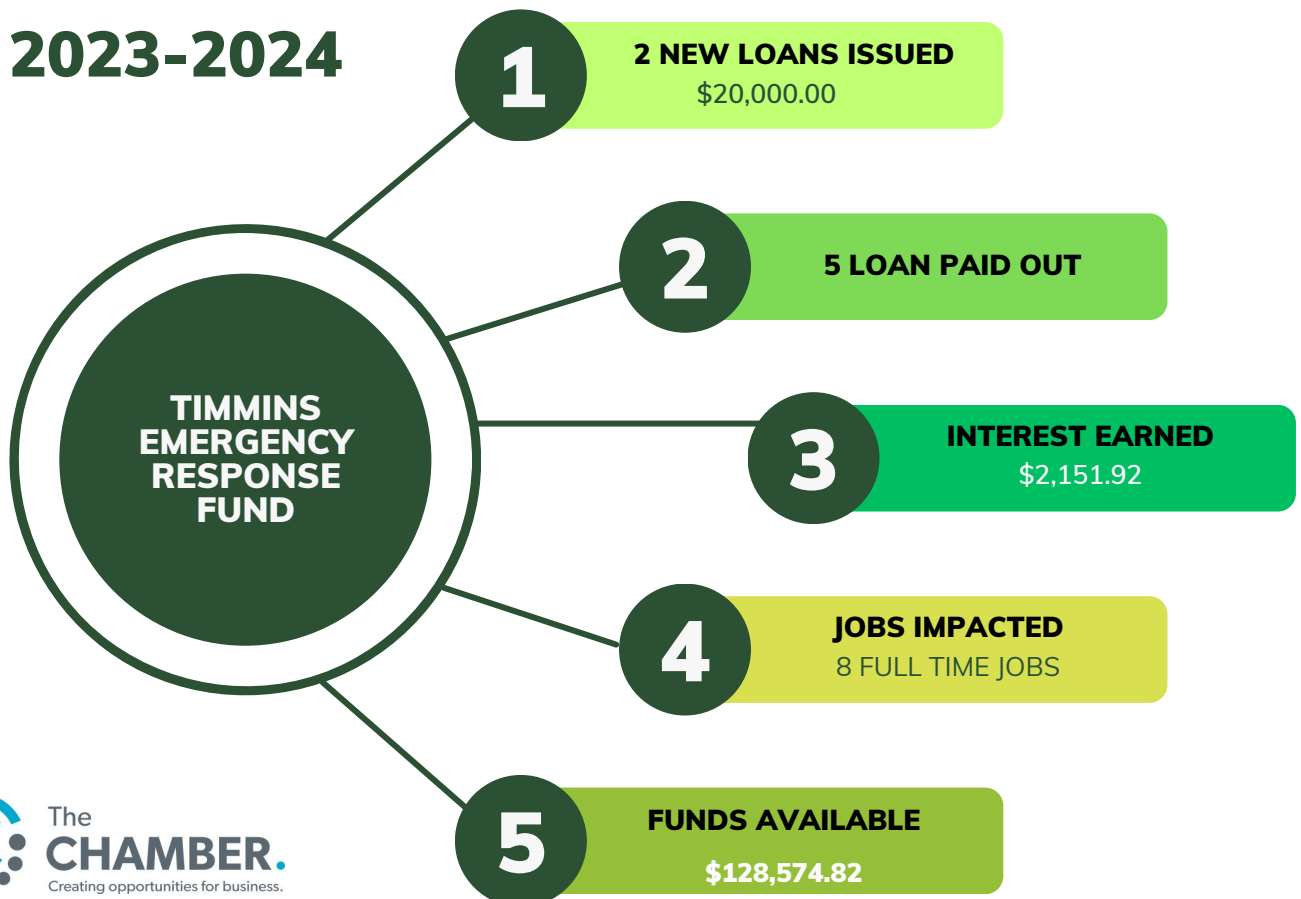 2023-2024
1
2 NEW LOANS ISSUED
$20,000.00
2
5 LOAN PAID OUT
TIMMINS
EMERGENCY
RESPONSE
FUND
3
INTEREST EARNED
$2,151.92
4
JOBS IMPACTED
8 FULL TIME JOBS
5
FUNDS AVAILABLE
$128,574.82
The
CHAMBER.
Creating opportunities for business.